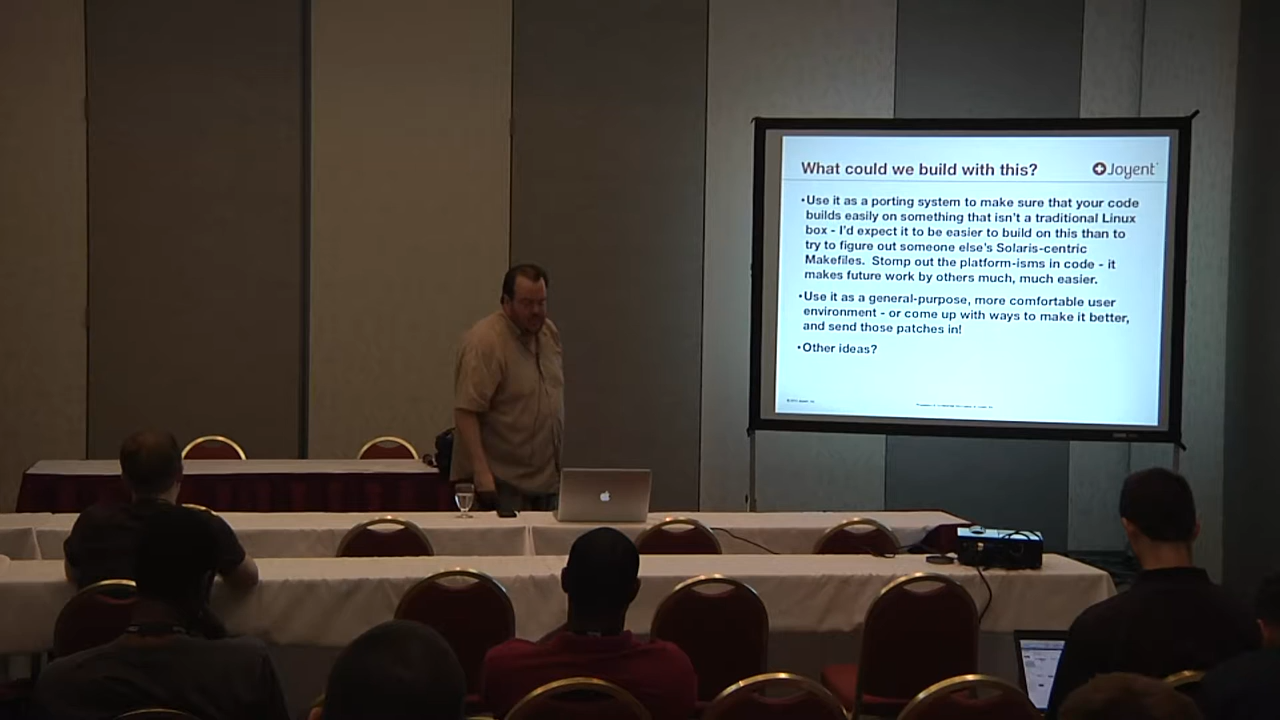 What could we build with this?
Joyent
•Use it as a porting system to make sure that your code
builds easily on something that isn't a traditional Linux
box - I'd expect it to be easier to build on this than to
try to figure out someone else's Solaris-centric
Makefiles. Stomp out the platform-isms in code - it
makes future work by others much, much easier.
•Use it as a general-purpose, more comfortable user
environment - or come up with ways to make it better,
and send those patches in!
•Other ideas?